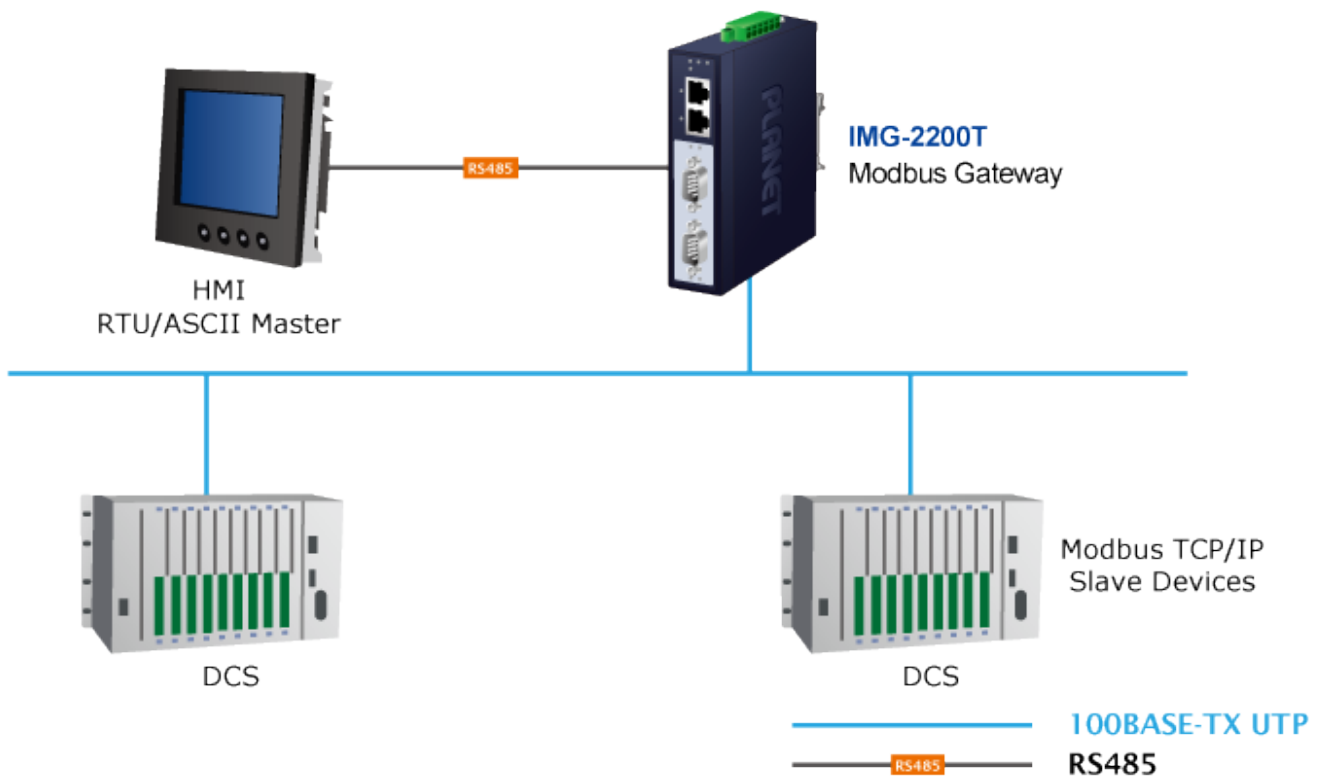 PLANET
IMG-2200T
Modbus Gateway
RS485
HMI
RTU/ASCII Master
Modbus TCP/IP
Slave Devices
DCS
DCS
100BASE-TX UTP
RS485
RS485